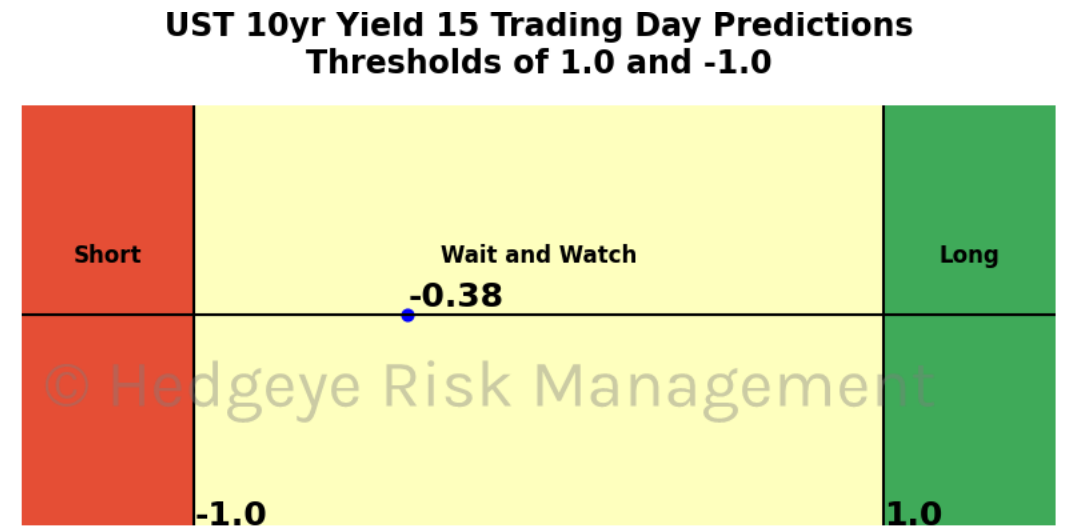 UST 10yr Yield 15 Trading Day Predictions
Thresholds of 1.0 and -1.0
Short
Wait and Watch
Long
-0.38
© Hedgeye Risk Management
-1.0
1.0